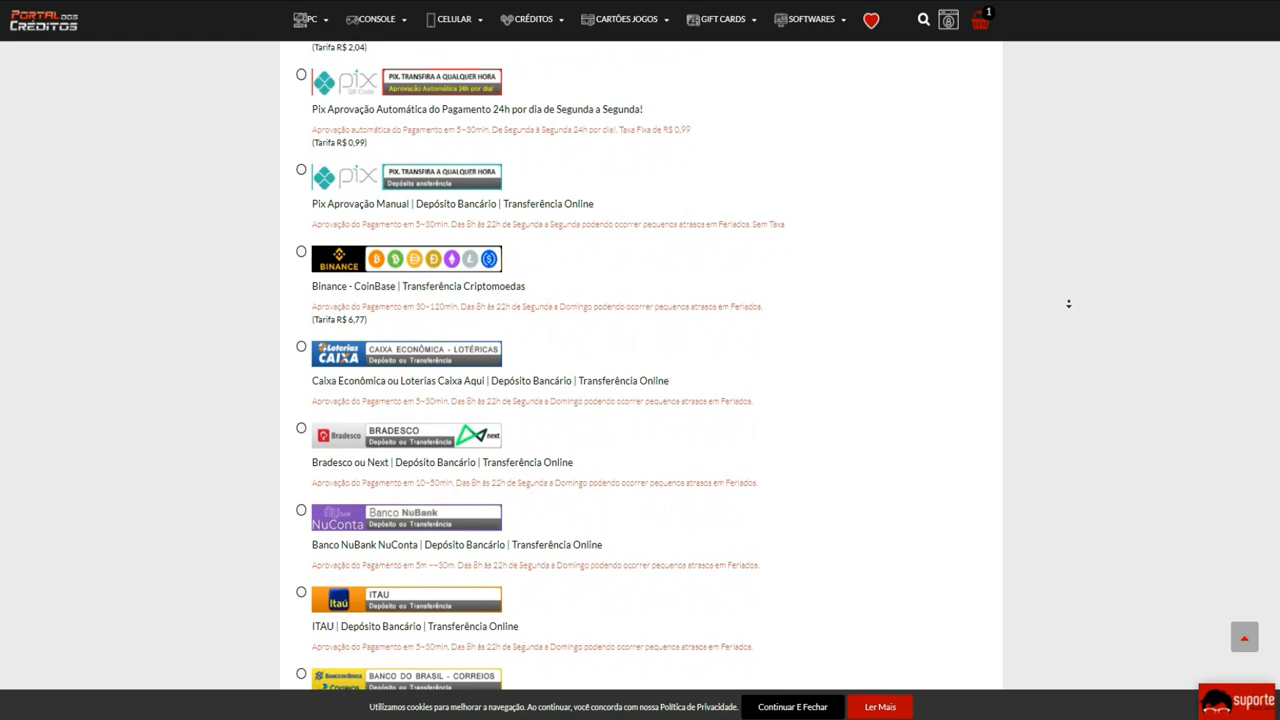 PORTAL DOS
CRÉDITOS
PC
CONSOLE
CELULAR
CRÉDITOS
CARTÕES JOGOS
GIFT CARDS
SOFTWARES
1
(Tarifa R$ 2,04)
pix
QR Code
PIX. TRANSFIRA A QUALQUER HORA
Aprovação Automática 24h por dia!
Pix Aprovação Automática do Pagamento 24h por dia de Segunda a Segunda!
Aprovação automática do Pagamento em 5~30min. De Segunda à Segunda 24h por dia!. Taxa Fixa de R$ 0,99
(Tarifa R$ 0,99)
pix
PIX. TRANSFIRA A QUALQUER HORA
Depósito ansferência
Pix Aprovação Manual | Depósito Bancário | Transferência Online
Aprovação do Pagamento em 5~30min. Das 8h às 22h de Segunda a Segunda podendo ocorrer pequenos atrasos em Feriados. Sem Taxa
BINANCE
Binance - CoinBase | Transferência Criptomoedas
Aprovação do Pagamento em 30~120min. Das 8h às 22h de Segunda a Domingo podendo ocorrer pequenos atrasos em Feriados.
(Tarifa R$ 6,77)
Loterias
CAIXA
CAIXA ECONÔMICA - LOTÉRICAS
Depósito ou Transferência
Caixa Econômica ou Loterias Caixa Aqui | Depósito Bancário | Transferência Online
Aprovação do Pagamento em 5~30min. Das 8h às 22h de Segunda a Domingo podendo ocorrer pequenos atrasos em Feriados.
Bradesco
BRADESCO
Depósito ou Transferência
next
Bradesco ou Next | Depósito Bancário | Transferência Online
Aprovação do Pagamento em 10~50min. Das 8h às 22h de Segunda a Domingo podendo ocorrer pequenos atrasos em Feriados.
NuConta
Banco NuBank
Depósito ou Transferência
Banco NuBank NuConta | Depósito Bancário | Transferência Online
Aprovação do Pagamento em 5m ~~30m. Das 8h às 22h de Segunda a Domingo podendo ocorrer pequenos atrasos em Feriados.
Itaú
ITAU
Depósito ou Transferência
ITAU | Depósito Bancário | Transferência Online
Aprovação do Pagamento em 5~30min. Das 8h às 22h de Segunda a Domingo podendo ocorrer pequenos atrasos em Feriados.
BANCO DO BRASIL
CORREIOS
BANCO DO BRASIL - CORREIOS
Depósito ou Transferência
Utilizamos cookies para melhorar a navegação. Ao continuar, você concorda com nossa Política de Privacidade.
Continuar E Fechar
Ler Mais
suporte